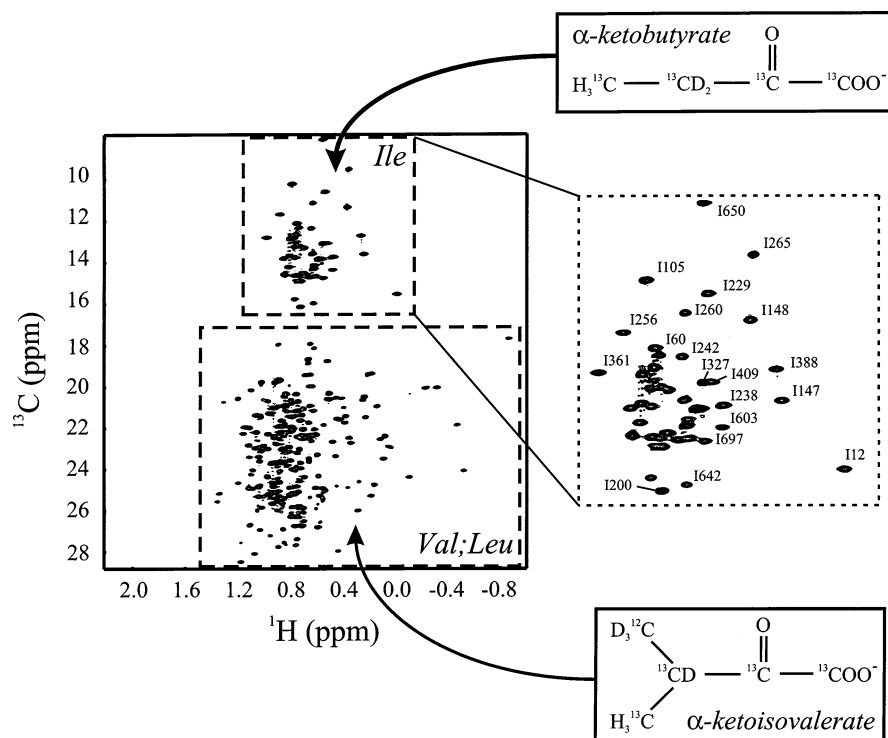 α-ketobutyrate
O
H₃¹³C — ¹³CD₂ — ¹³C — ¹³COO⁻
Ile
10
12
14
16
18
20
22
24
26
28
¹³C (ppm)
Val;Leu
2.0 1.6 1.2 0.8 0.4 0.0 -0.4 -0.8
¹H (ppm)
I650
I265
I105
I229
I260
I148
I256
I60
I242
I361
I327
I409
I388
I238
I147
I603
I697
I12
I200
I642
O
D₃¹²C
¹³CD — ¹³C — ¹³COO⁻
H₃¹³C
α-ketoisovalerate